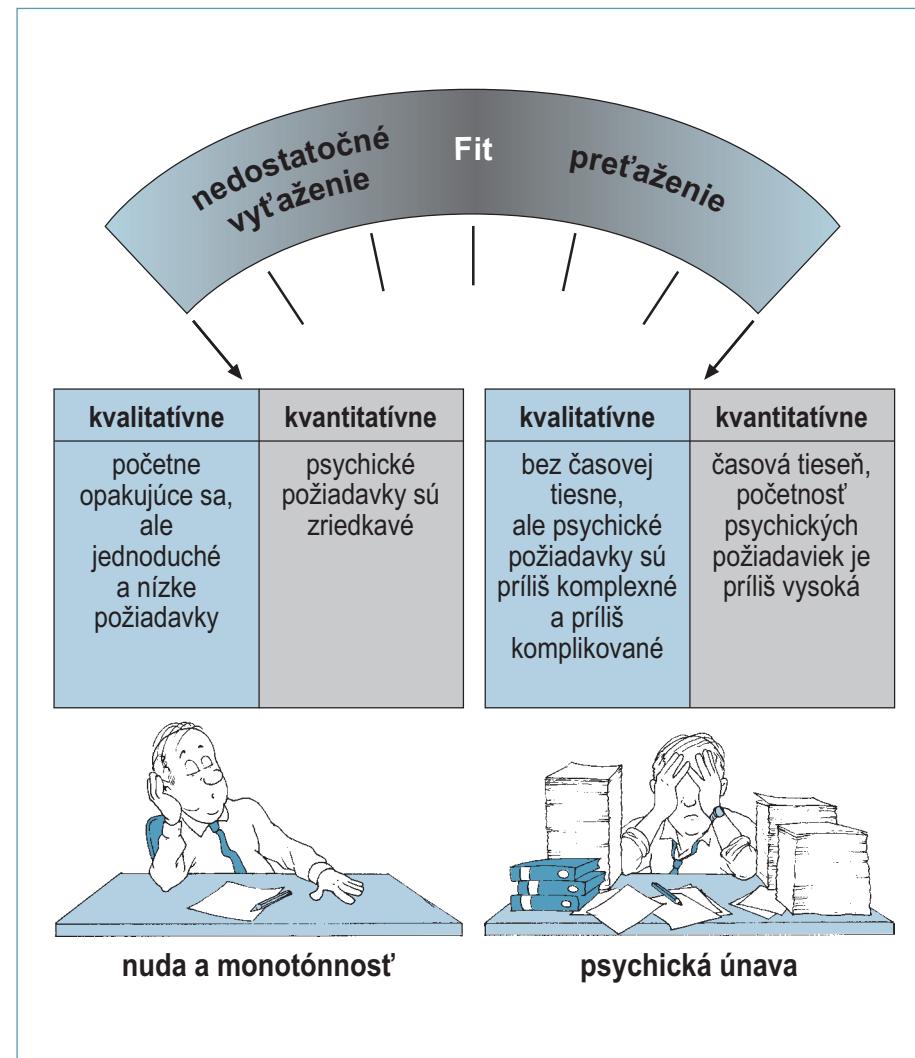 nedostatočné
vyťaženie
Fit
preťaženie
kvalitatívne
početne
opakujúce sa,
ale
jednoduché
a nízke
požiadavky
kvantitatívne
psychické
požiadavky sú
zriedkavé
kvalitatívne
bez časovej
tiesne,
ale psychické
požiadavky sú
príliš komplexné
a príliš
komplikované
kvantitatívne
časová tieseň,
početnosť
psychických
požiadaviek je
príliš vysoká
nuda a monotónnosť
psychická únava